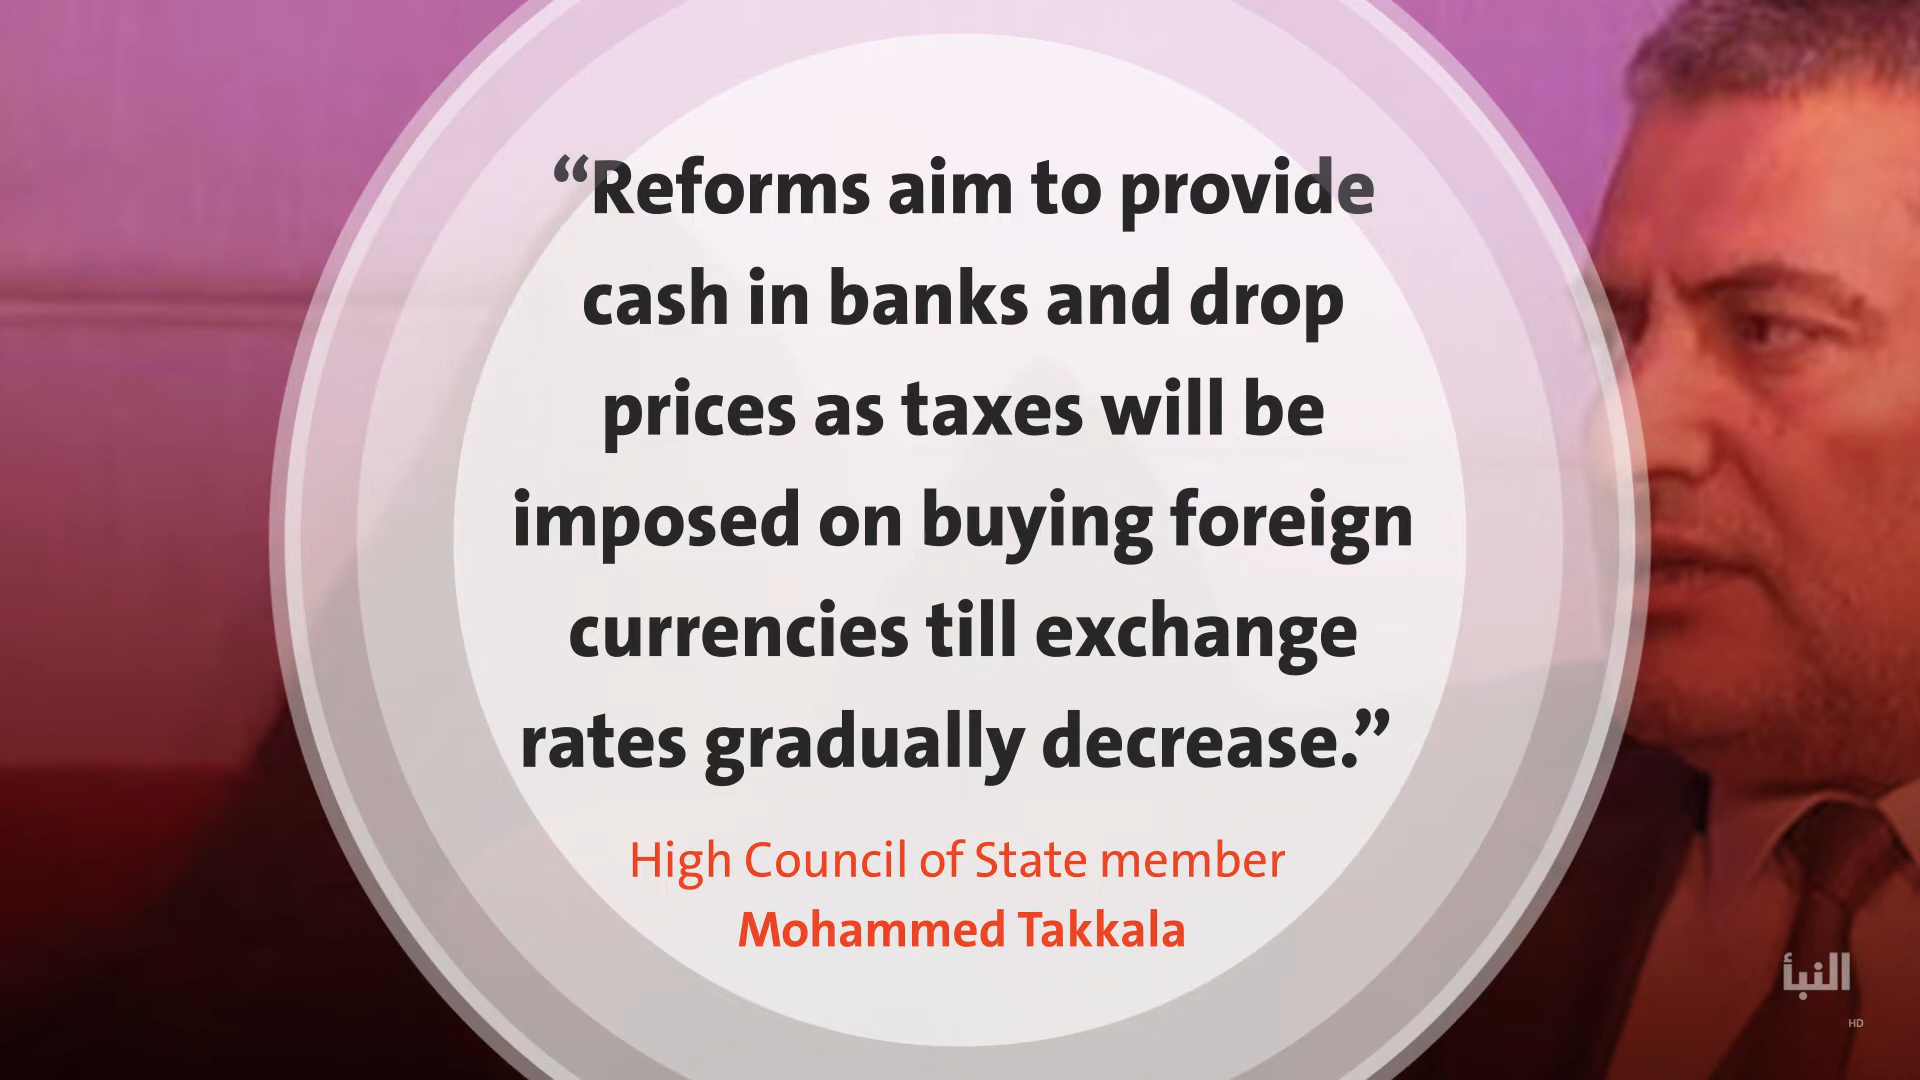 “Reforms aim to provide
cash in banks and drop
prices as taxes will be
imposed on buying foreign
currencies till exchange
rates gradually decrease.”
High Council of State member
Mohammed Takkala
النبأ
HD